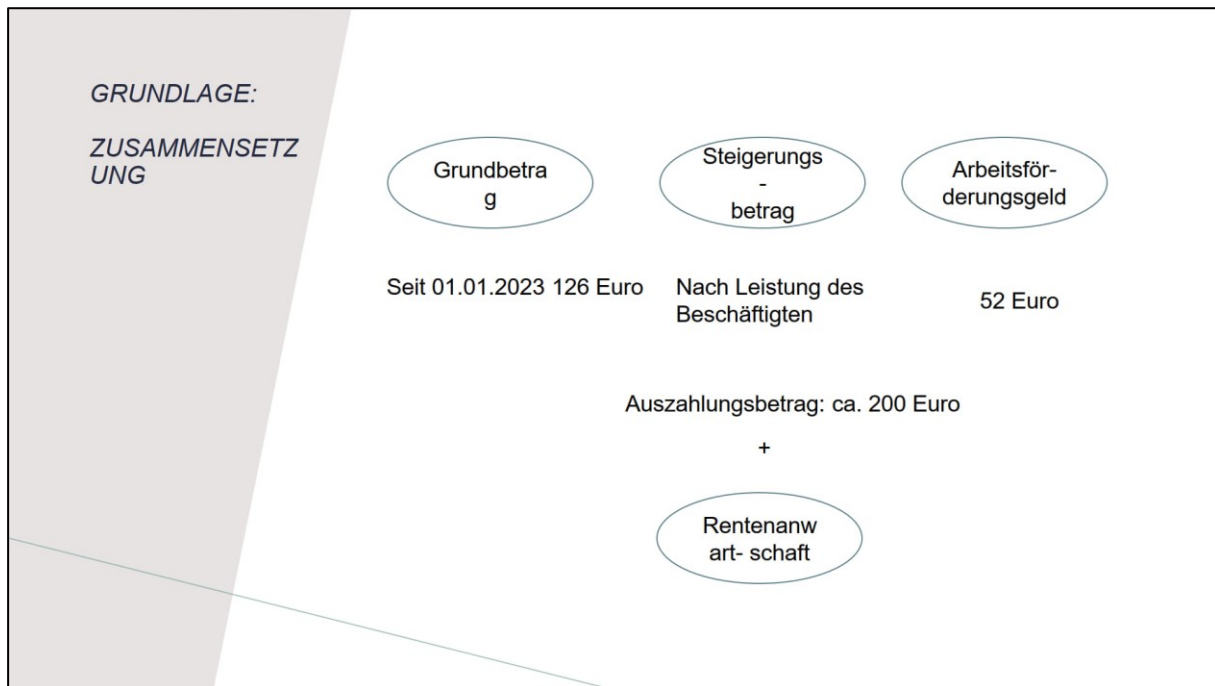 GRUNDLAGE:
ZUSAMMENSETZ
UNG
Grundbetra
g
Steigerungs
-
betrag
Arbeitsför-
derungsgeld
Seit 01.01.2023 126 Euro
Nach Leistung des
Beschäftigten
52 Euro
Auszahlungsbetrag: ca. 200 Euro
+
Rentenanw
art- schaft